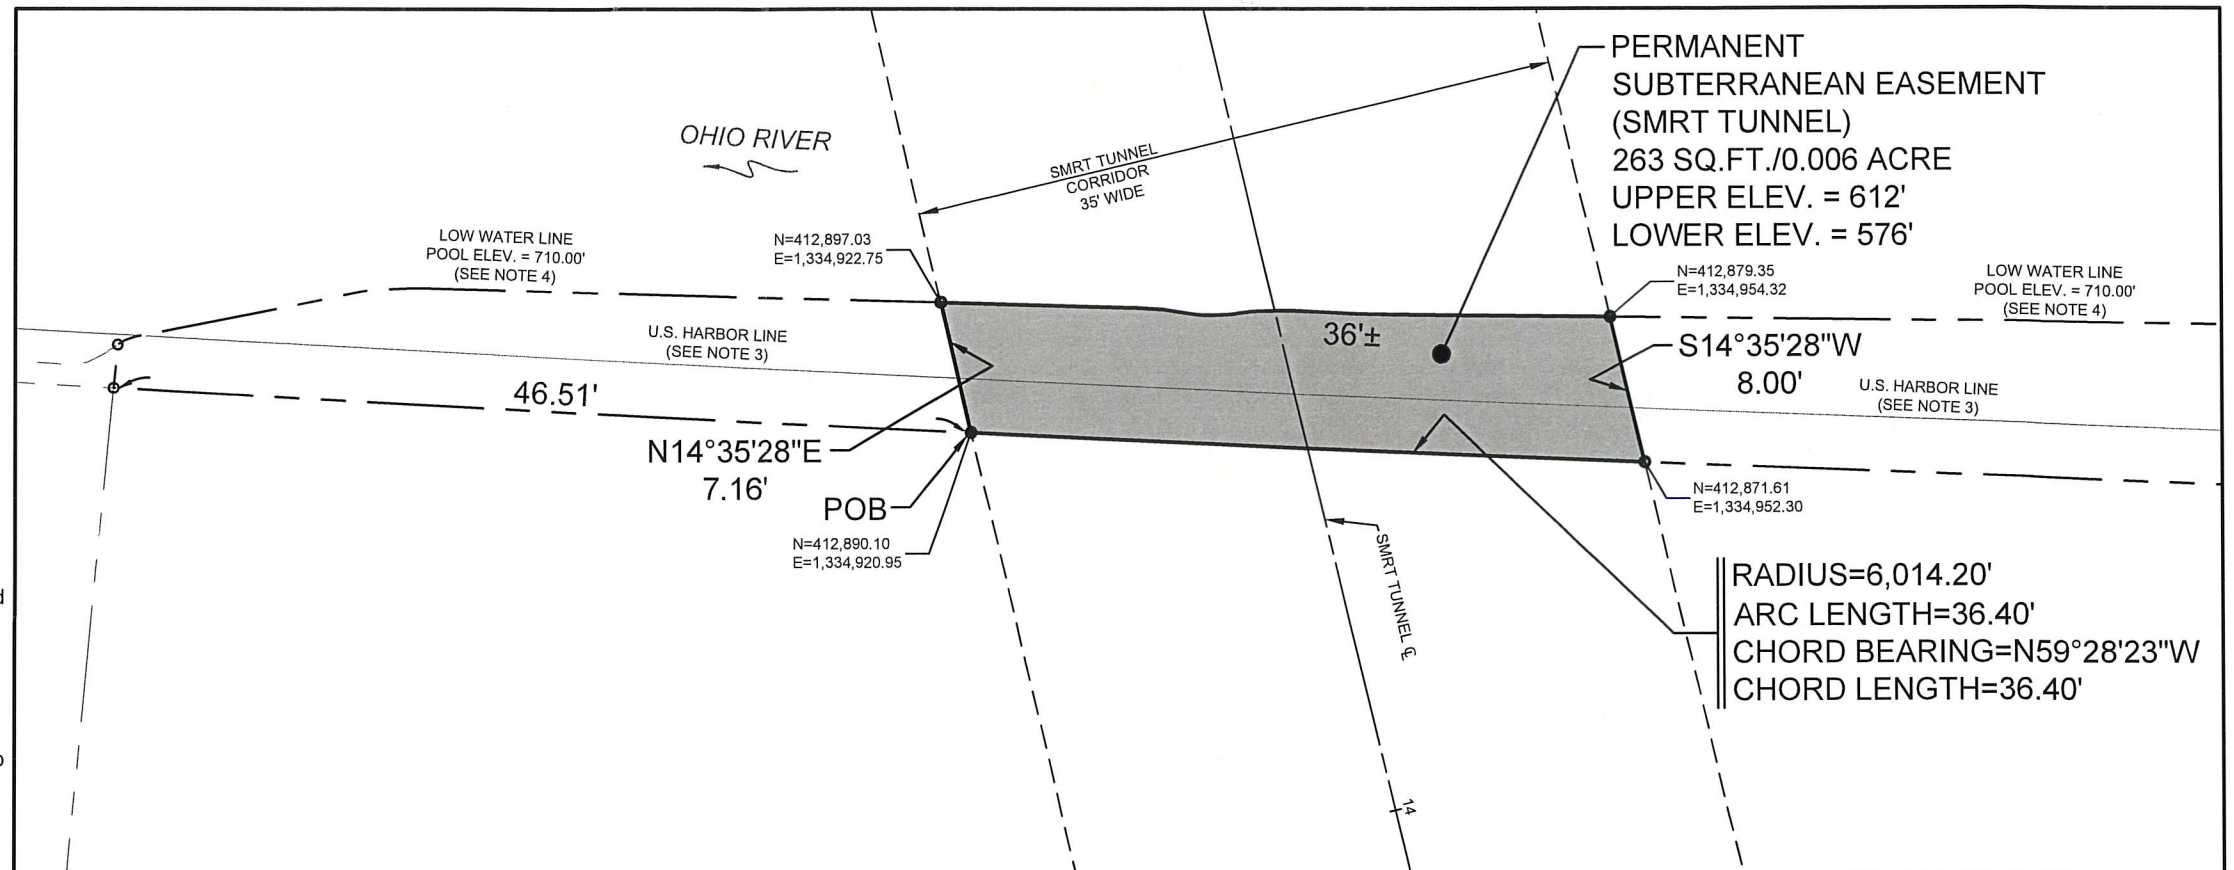 PERMANENT
SUBTERRANEAN EASEMENT
(SMRT TUNNEL)
263 SQ.FT./0.006 ACRE
UPPER ELEV. = 612'
LOWER ELEV. = 576'
OHIO RIVER
SMRT TUNNEL
CORRIDOR
35' WIDE
LOW WATER LINE
POOL ELEV. = 710.00'
(SEE NOTE 4)
N=412,897.03
E=1,334,922.75
N=412,879.35
E=1,334,954.32
LOW WATER LINE
POOL ELEV. = 710.00'
(SEE NOTE 4)
U.S. HARBOR LINE
(SEE NOTE 3)
36'±
S14°35'28"W
8.00'
U.S. HARBOR LINE
(SEE NOTE 3)
46.51'
N14°35'28"E
7.16'
POB
N=412,890.10
E=1,334,920.95
N=412,871.61
E=1,334,952.30
SMRT TUNNEL ℄
RADIUS=6,014.20'
ARC LENGTH=36.40'
CHORD BEARING=N59°28'23"W
CHORD LENGTH=36.40'
14